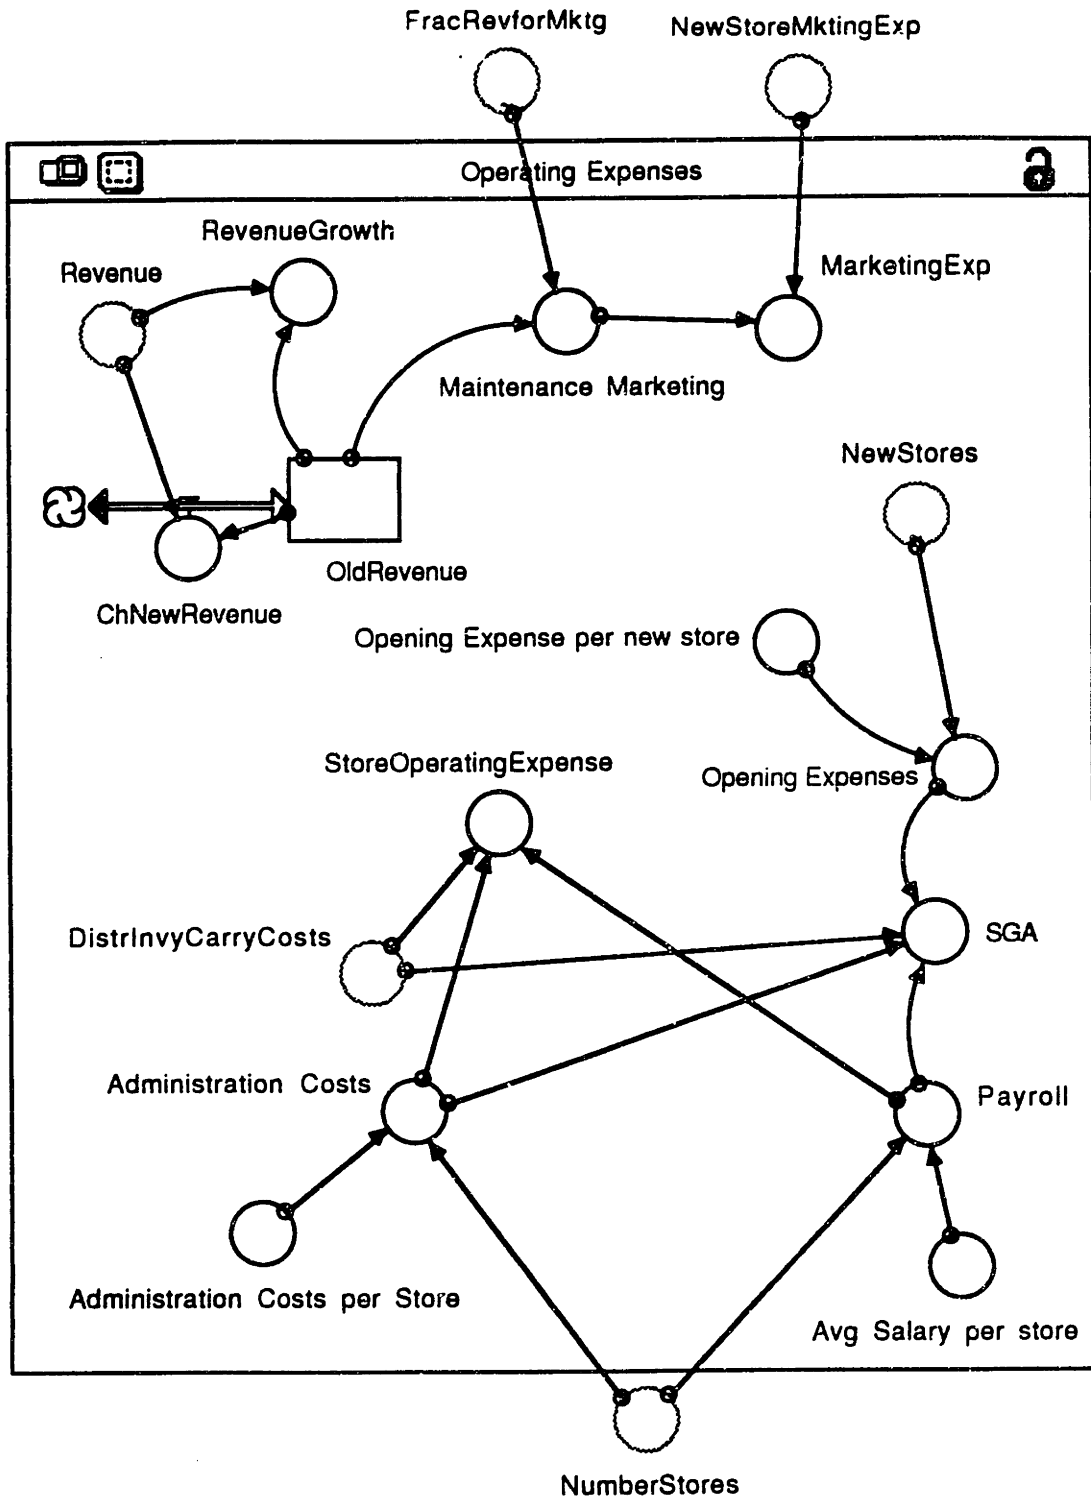 FracRevforMktg
NewStoreMktingExp
Operating Expenses
RevenueGrowth
Revenue
MarketingExp
Maintenance Marketing
NewStores
OldRevenue
ChNewRevenue
Opening Expense per new store
StoreOperatingExpense
Opening Expenses
DistrInvyCarryCosts
SGA
Administration Costs
Payroll
Administration Costs per Store
Avg Salary per store
NumberStores